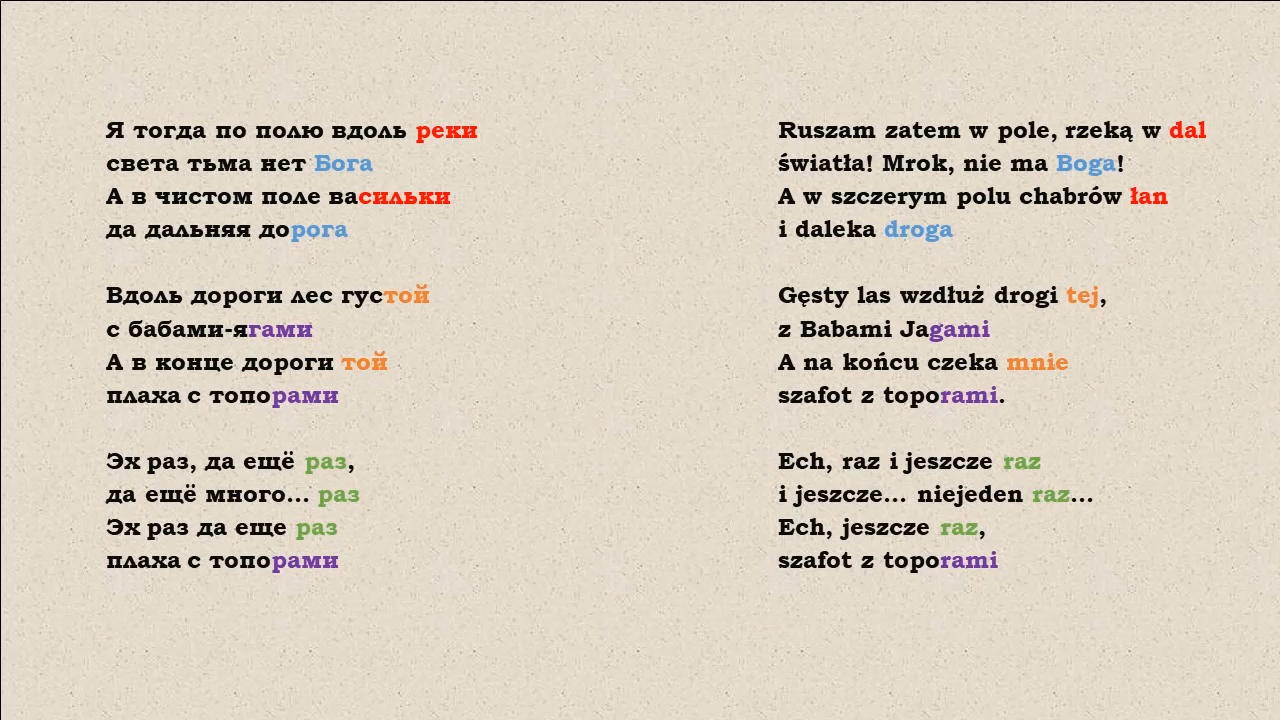 Я тогда по полю вдоль реки
света тьма нет Бога
А в чистом поле васильки
да дальняя дорога

Вдоль дороги лес густой
с бабами-ягами
А в конце дороги той
плаха с топорами

Эх раз, да ещё раз,
да ещё много... раз
Эх раз да еще раз
плаха с топорами

Ruszam zatem w pole, rzeką w dal
światła! Mrok, nie ma Boga!
A w szczerym polu chabrów łan
i daleka droga

Gęsty las wzdłuż drogi tej,
z Babami Jagami
A na końcu czeka mnie
szafot z toporami.

Ech, raz i jeszcze raz
i jeszcze... niejeden raz...
Ech, jeszcze raz,
szafot z toporami